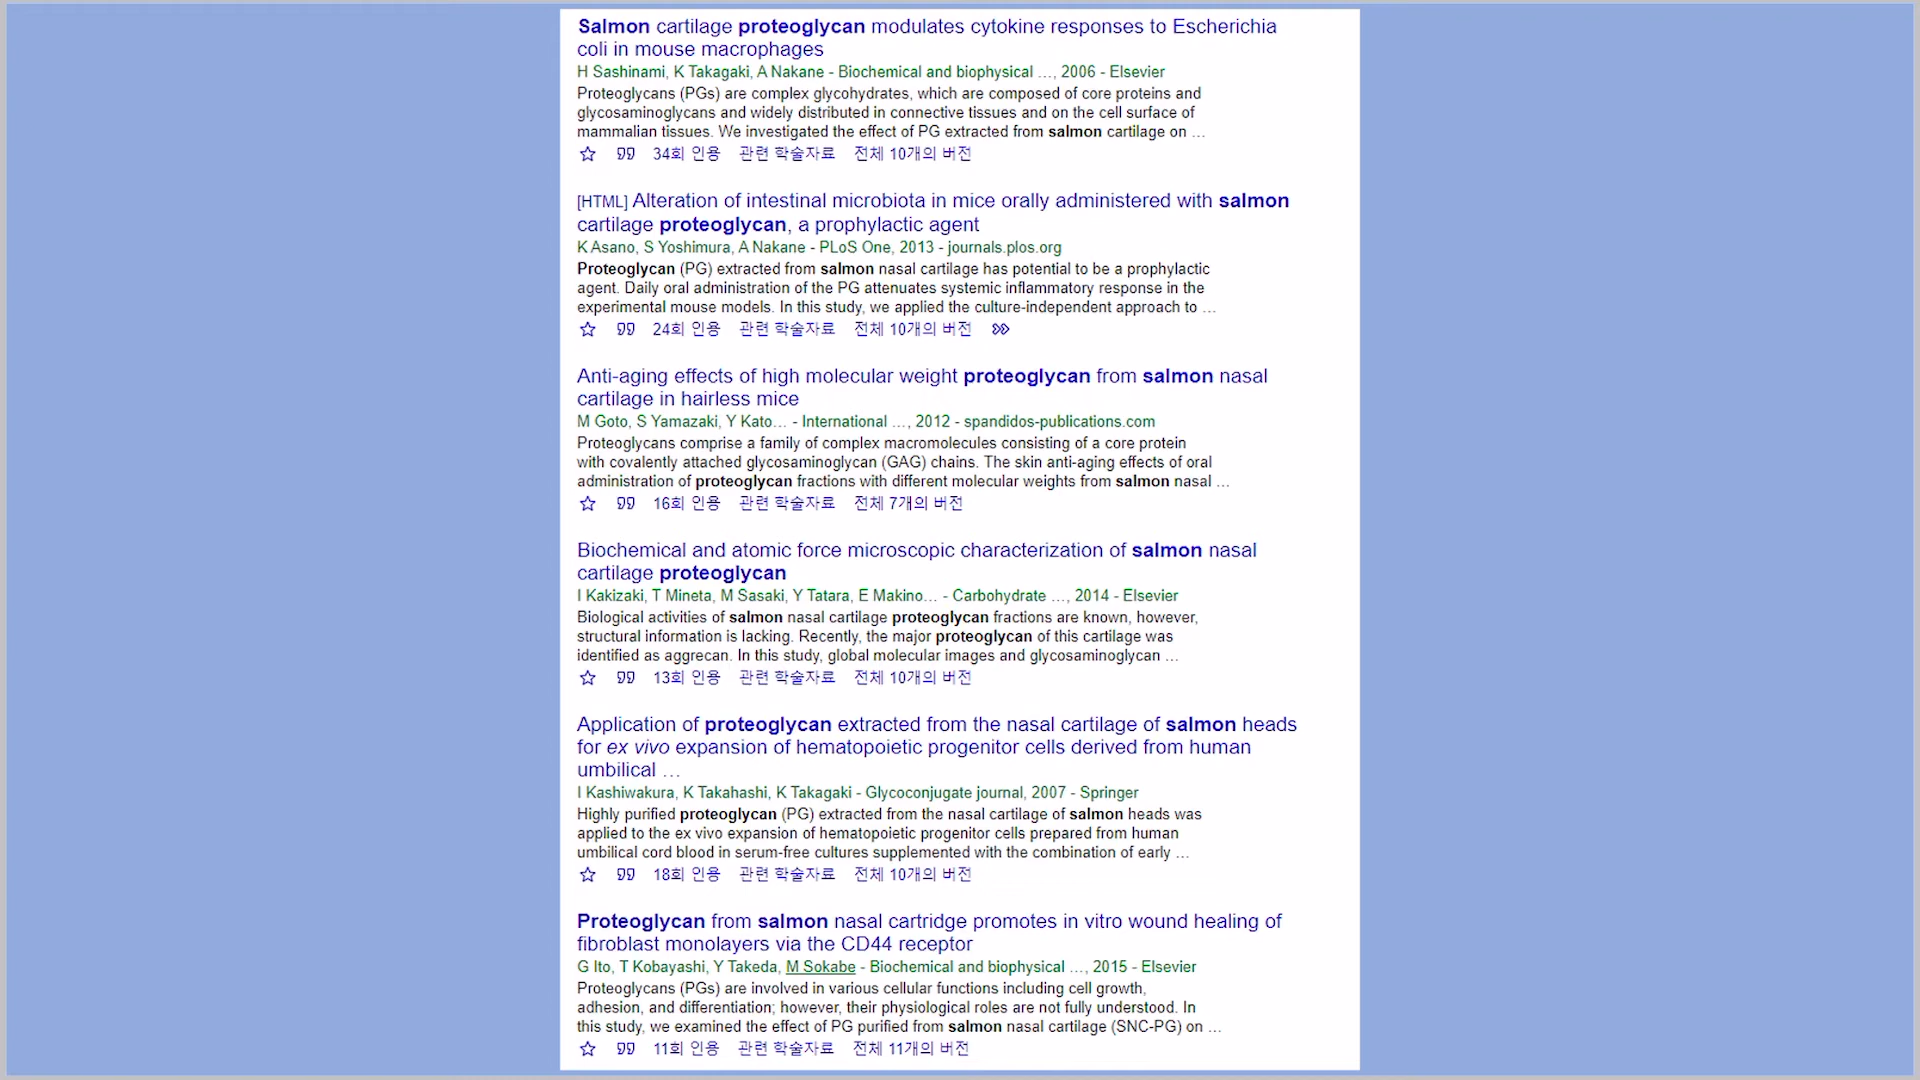 Salmon cartilage proteoglycan modulates cytokine responses to Escherichia
coli in mouse macrophages
H Sashinami, K Takagaki, A Nakane - Biochemical and biophysical …, 2006 - Elsevier
Proteoglycans (PGs) are complex glycohydrates, which are composed of core proteins and
glycosaminoglycans and widely distributed in connective tissues and on the cell surface of
mammalian tissues. We investigated the effect of PG extracted from salmon cartilage on …
34회 인용 관련 학술자료 전체 10개의 버전
[HTML] Alteration of intestinal microbiota in mice orally administered with salmon
cartilage proteoglycan, a prophylactic agent
K Asano, S Yoshimura, A Nakane - PLoS One, 2013 - journals.plos.org
Proteoglycan (PG) extracted from salmon nasal cartilage has potential to be a prophylactic
agent. Daily oral administration of the PG attenuates systemic inflammatory response in the
experimental mouse models. In this study, we applied the culture-independent approach to …
24회 인용 관련 학술자료 전체 10개의 버전
Anti-aging effects of high molecular weight proteoglycan from salmon nasal
cartilage in hairless mice
M Goto, S Yamazaki, Y Kato… - International …, 2012 - spandidos-publications.com
Proteoglycans comprise a family of complex macromolecules consisting of a core protein
with covalently attached glycosaminoglycan (GAG) chains. The skin anti-aging effects of oral
administration of proteoglycan fractions with different molecular weights from salmon nasal …
16회 인용 관련 학술자료 전체 7개의 버전
Biochemical and atomic force microscopic characterization of salmon nasal
cartilage proteoglycan
I Kakizaki, T Mineta, M Sasaki, Y Tatara, E Makino… - Carbohydrate …, 2014 - Elsevier
Biological activities of salmon nasal cartilage proteoglycan fractions are known, however,
structural information is lacking. Recently, the major proteoglycan of this cartilage was
identified as aggrecan. In this study, global molecular images and glycosaminoglycan …
13회 인용 관련 학술자료 전체 10개의 버전
Application of proteoglycan extracted from the nasal cartilage of salmon heads
for ex vivo expansion of hematopoietic progenitor cells derived from human
umbilical …
I Kashiwakura, K Takahashi, K Takagaki - Glycoconjugate journal, 2007 - Springer
Highly purified proteoglycan (PG) extracted from the nasal cartilage of salmon heads was
applied to the ex vivo expansion of hematopoietic progenitor cells prepared from human
umbilical cord blood in serum-free cultures supplemented with the combination of early …
18회 인용 관련 학술자료 전체 10개의 버전
Proteoglycan from salmon nasal cartridge promotes in vitro wound healing of
fibroblast monolayers via the CD44 receptor
G Ito, T Kobayashi, Y Takeda, M Sokabe - Biochemical and biophysical …, 2015 - Elsevier
Proteoglycans (PGs) are involved in various cellular functions including cell growth,
adhesion, and differentiation; however, their physiological roles are not fully understood. In
this study, we examined the effect of PG purified from salmon nasal cartilage (SNC-PG) on …
11회 인용 관련 학술자료 전체 11개의 버전